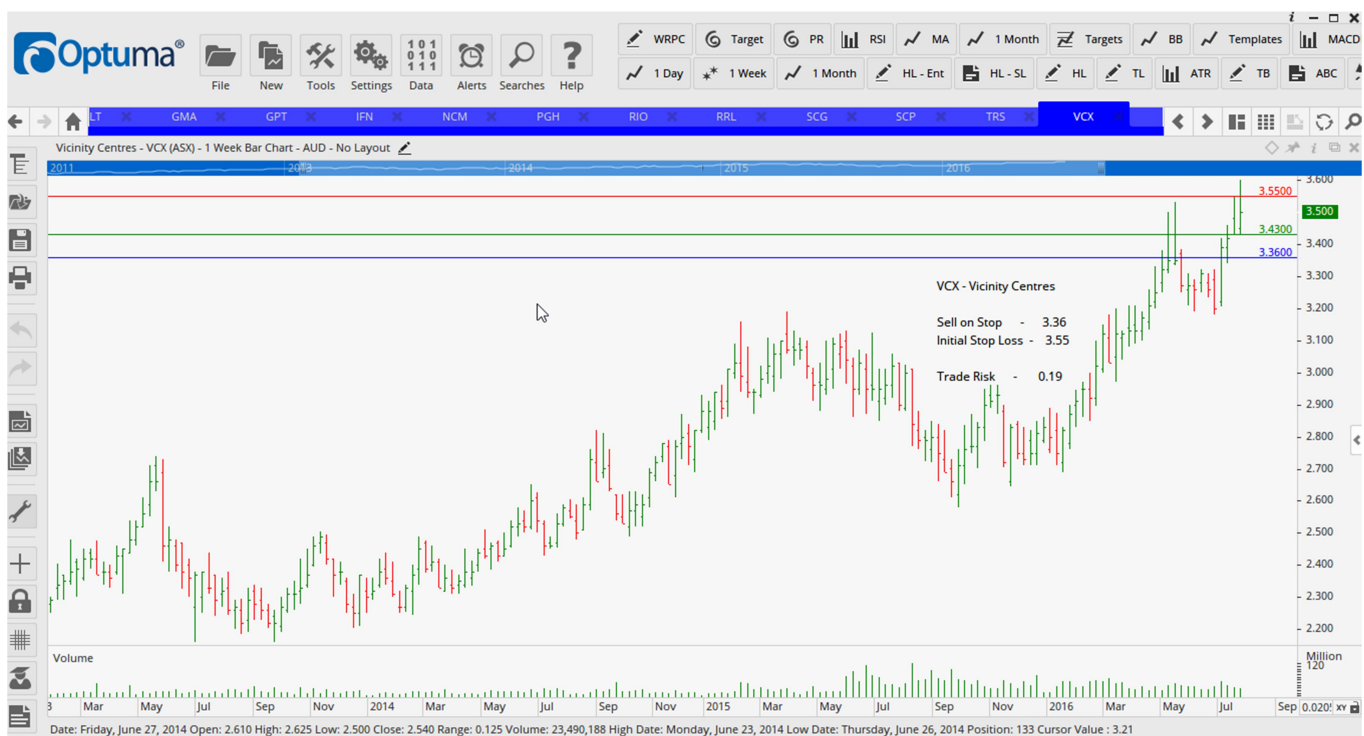 i
Optuma®
File New Tools Settings Data Alerts Searches Help
101
010
111
WRPC Target PR RSI MA 1 Month Targets BB Templates MACD
1 Day 1 Week 1 Month HL - Ent HL - SL HL TL ATR TB ABC
LT GMA GPT IFN NCM PGH RIO RRL SCG SCP TRS VCX
Vicinity Centres - VCX (ASX) - 1 Week Bar Chart - AUD - No Layout
2011 2013 2014 2015 2016
3.600
3.5500
3.500
3.4300
3.400
3.3600
3.300
VCX - Vicinity Centres
3.200
Sell on Stop - 3.36
Initial Stop Loss - 3.55
3.100
Trade Risk - 0.19
3.000
2.900
2.800
2.700
2.600
2.500
2.400
2.300
2.200
Volume
Million
120
3 Mar May Jul Sep Nov 2014 Mar May Jul Sep Nov 2015 Mar May Jul Sep Nov 2016 Mar May Jul Sep 0.020 XY
Date: Friday, June 27, 2014 Open: 2.610 High: 2.625 Low: 2.500 Close: 2.540 Range: 0.125 Volume: 23,490,188 High Date: Monday, June 23, 2014 Low Date: Thursday, June 26, 2014 Position: 133 Cursor Value : 3.21